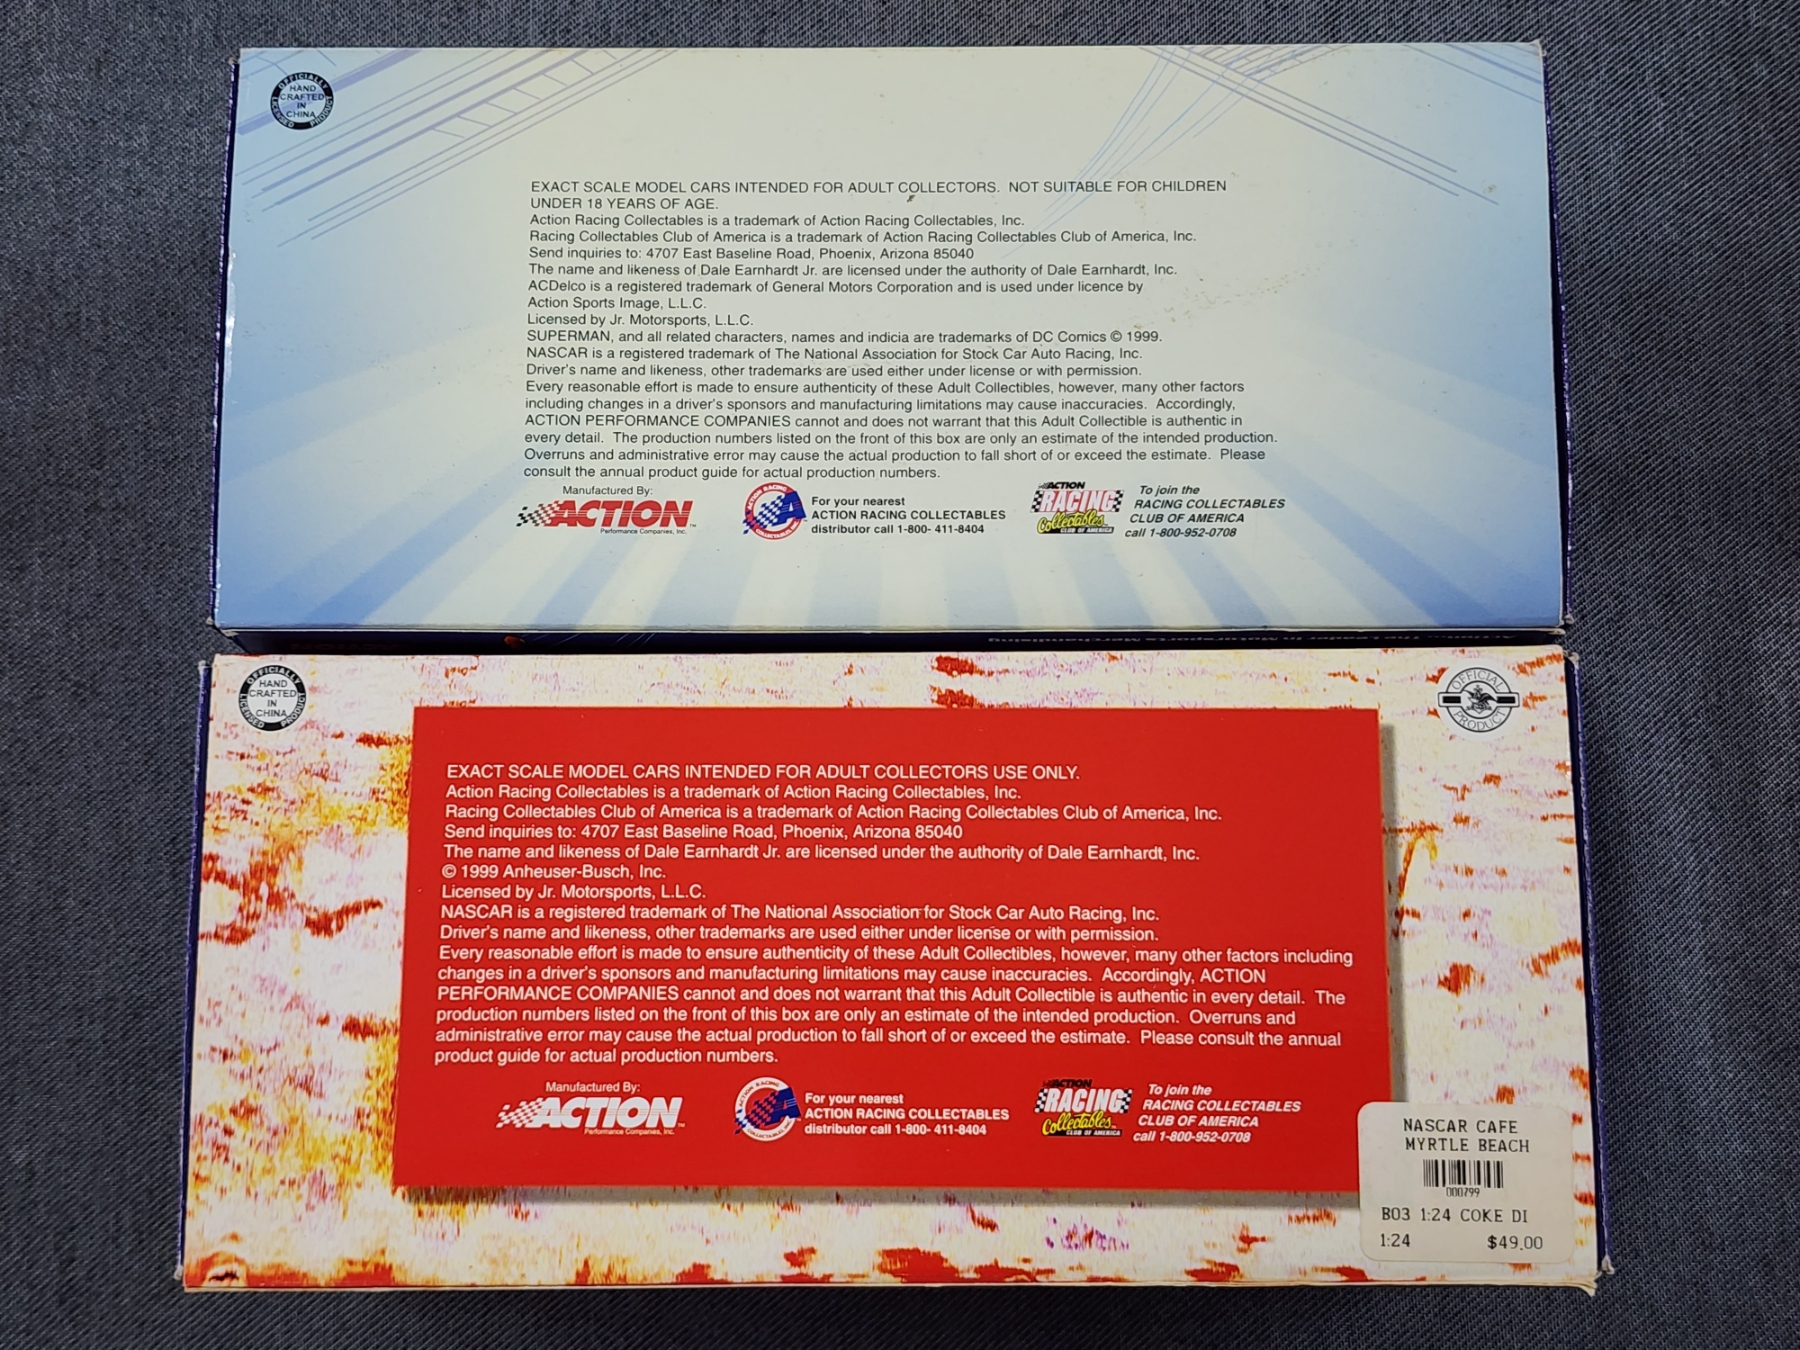 OFFICIALLY
HAND
CRAFTED
IN
CHINA
LICENSED PRODUCT
EXACT SCALE MODEL CARS INTENDED FOR ADULT COLLECTORS.  NOT SUITABLE FOR CHILDREN
UNDER 18 YEARS OF AGE.
Action Racing Collectables is a trademark of Action Racing Collectables, Inc.
Racing Collectables Club of America is a trademark of Action Racing Collectables Club of America, Inc.
Send inquiries to: 4707 East Baseline Road, Phoenix, Arizona 85040
The name and likeness of Dale Earnhardt Jr. are licensed under the authority of Dale Earnhardt, Inc.
ACDelco is a registered trademark of General Motors Corporation and is used under licence by
Action Sports Image, L.L.C.
Licensed by Jr. Motorsports, L.L.C.
SUPERMAN, and all related characters, names and indicia are trademarks of DC Comics © 1999.
NASCAR is a registered trademark of The National Association for Stock Car Auto Racing, Inc.
Driver's name and likeness, other trademarks are used either under license or with permission.
Every reasonable effort is made to ensure authenticity of these Adult Collectibles, however, many other factors
including changes in a driver's sponsors and manufacturing limitations may cause inaccuracies.  Accordingly,
ACTION PERFORMANCE COMPANIES cannot and does not warrant that this Adult Collectible is authentic in
every detail.  The production numbers listed on the front of this box are only an estimate of the intended production.
Overruns and administrative error may cause the actual production to fall short of or exceed the estimate.  Please
consult the annual product guide for actual production numbers.
Manufactured By:
ACTION
Performance Companies, Inc.
ACTION RACING
COLLECTABLES
For your nearest
ACTION RACING COLLECTABLES
distributor call 1-800- 411-8404
ACTION
RACING
Collectables
CLUB OF AMERICA
To join the
RACING COLLECTABLES
CLUB OF AMERICA
call 1-800-952-0708
Action: The Leader in Motorsports Merchandising
OFFICIALLY
HAND
CRAFTED
IN
CHINA
LICENSED PRODUCT
OFFICIAL
PRODUCT
EXACT SCALE MODEL CARS INTENDED FOR ADULT COLLECTORS USE ONLY.
Action Racing Collectables is a trademark of Action Racing Collectables, Inc.
Racing Collectables Club of America is a trademark of Action Racing Collectables Club of America, Inc.
Send inquiries to: 4707 East Baseline Road, Phoenix, Arizona 85040
The name and likeness of Dale Earnhardt Jr. are licensed under the authority of Dale Earnhardt, Inc.
© 1999 Anheuser-Busch, Inc.
Licensed by Jr. Motorsports, L.L.C.
NASCAR is a registered trademark of The National Association for Stock Car Auto Racing, Inc.
Driver's name and likeness, other trademarks are used either under license or with permission.
Every reasonable effort is made to ensure authenticity of these Adult Collectibles, however, many other factors including
changes in a driver's sponsors and manufacturing limitations may cause inaccuracies.  Accordingly, ACTION
PERFORMANCE COMPANIES cannot and does not warrant that this Adult Collectible is authentic in every detail.  The
production numbers listed on the front of this box are only an estimate of the intended production.  Overruns and
administrative error may cause the actual production to fall short of or exceed the estimate.  Please consult the annual
product guide for actual production numbers.
Manufactured By:
ACTION
Performance Companies, Inc.
ACTION RACING
COLLECTABLES
For your nearest
ACTION RACING COLLECTABLES
distributor call 1-800- 411-8404
ACTION
RACING
Collectables
CLUB OF AMERICA
To join the
RACING COLLECTABLES
CLUB OF AMERICA
call 1-800-952-0708
NASCAR CAFE
MYRTLE BEACH
000799
B03 1:24 COKE DI
1:24 $49.00